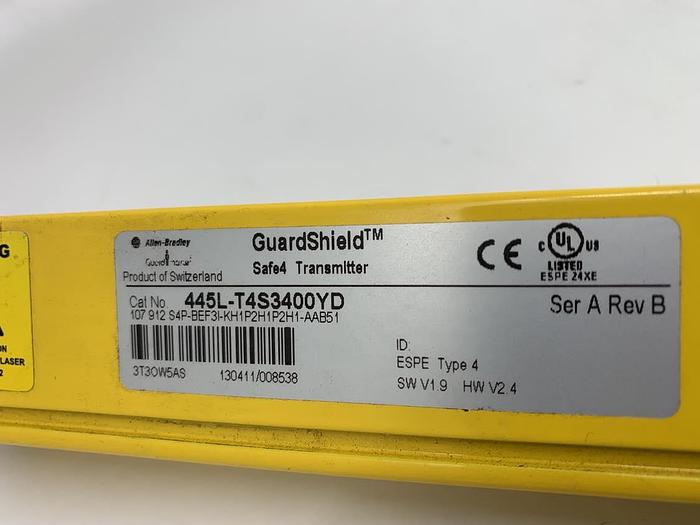 Allen-Bradley
Guardmaster
Product of Switzerland
GuardShield™
Safe4 Transmitter
CE
C UL US
LISTED
ESPE 24XE
Cat No. 445L-T4S3400YD
107 912 S4P-BEF3I-KH1P2H1P2H1-AAB51
Ser A Rev B
3T3OW5AS 130411/008538
ID:
ESPE Type 4
SW V1.9 HW V2.4
G
A
ON
LASER
2